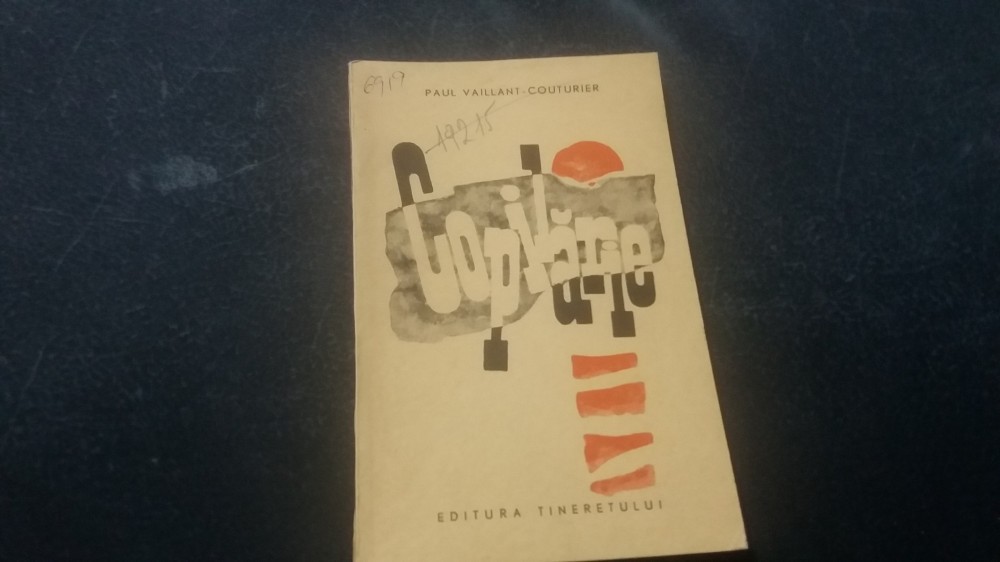 8919
PAUL VAILLANT-COUTURIER
19215
Copilărie
EDITURA TINERETULUI